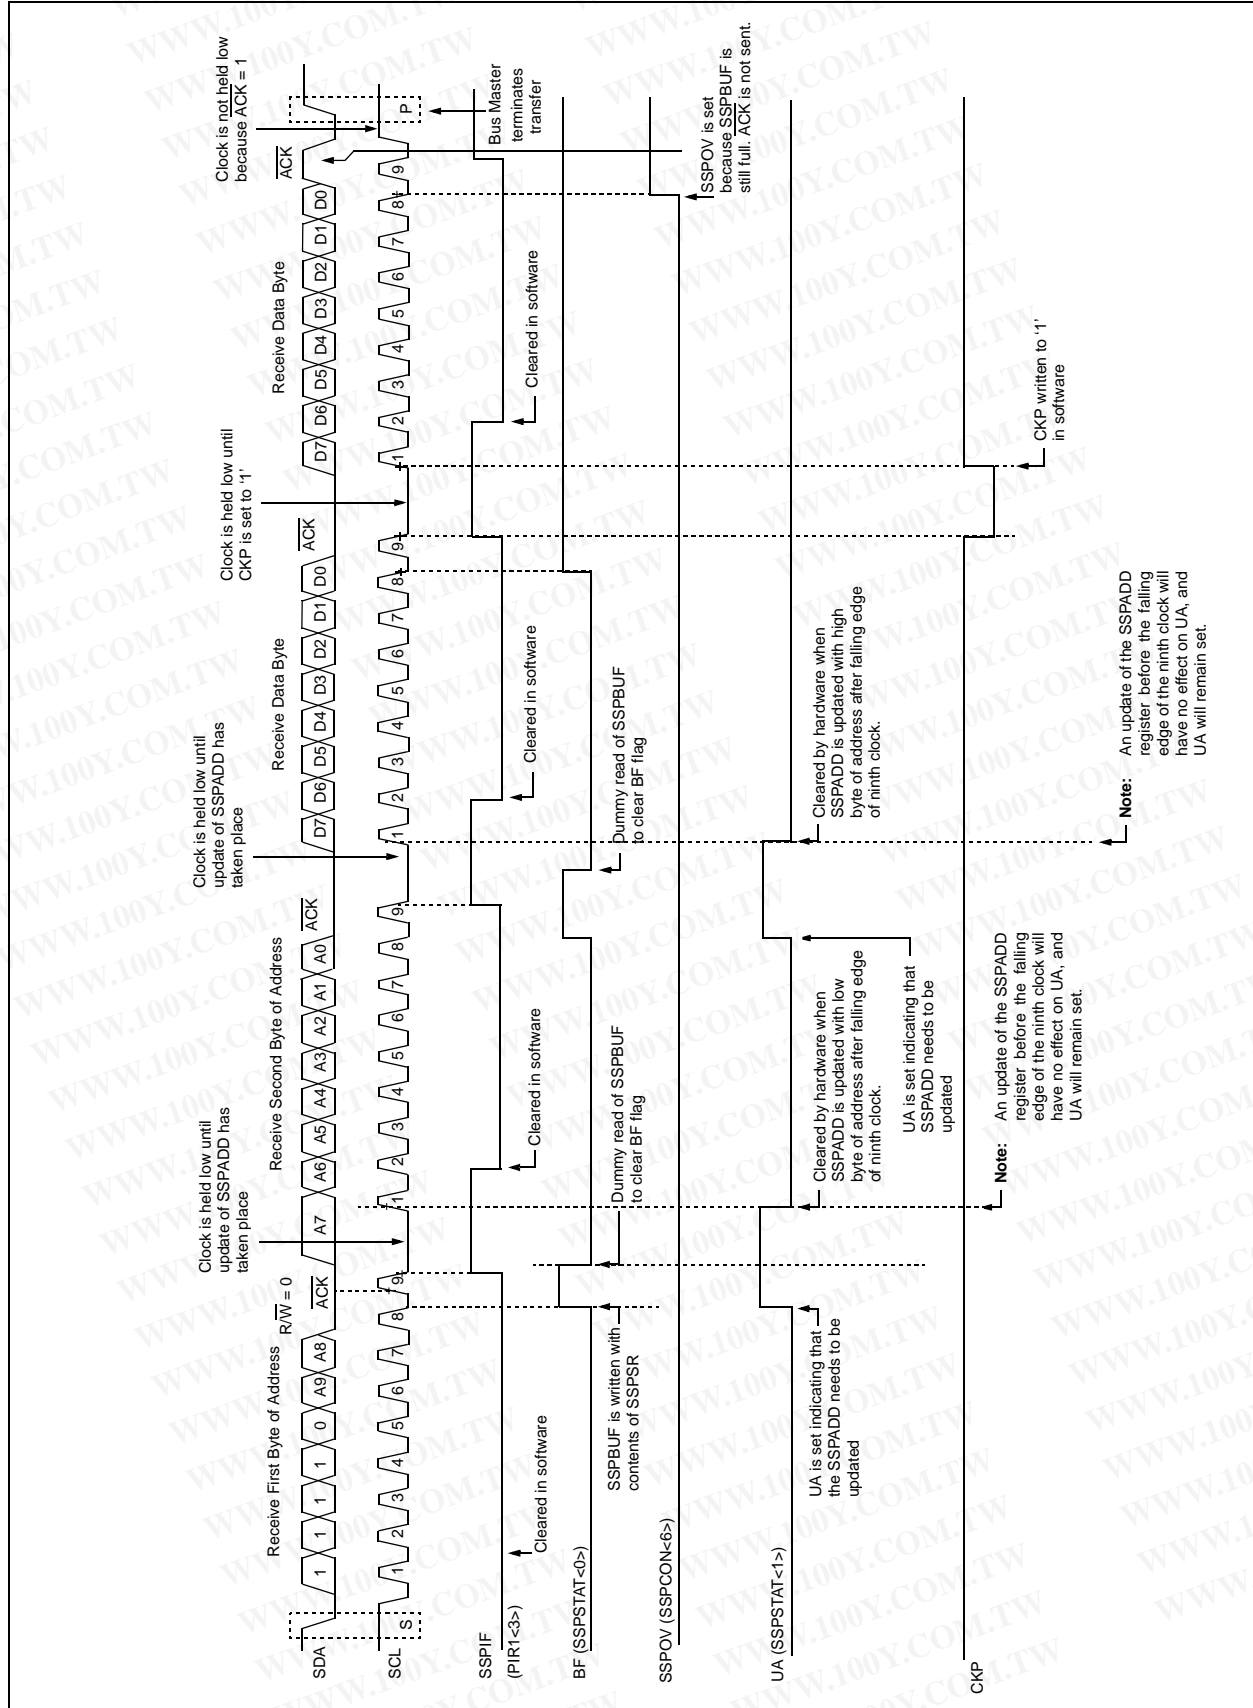 Receive First Byte of Address
R/W = 0
ACK
Clock is held low until
update of SSPADD has
taken place
Receive Second Byte of Address
ACK
Clock is held low until
update of SSPADD has
taken place
Receive Data Byte
ACK
Clock is held low until
CKP is set to ‘1’
Receive Data Byte
ACK
Clock is not held low
because ACK = 1
SDA
1 1 1 1 0 A9 A8
A7 A6 A5 A4 A3 A2 A1 A0
D7 D6 D5 D4 D3 D2 D1 D0
D7 D6 D5 D4 D3 D2 D1 D0
SCL
S
1 2 3 4 5 6 7 8 9
1 2 3 4 5 6 7 8 9
1 2 3 4 5 6 7 8 9
1 2 3 4 5 6 7 8 9
P
Bus Master
terminates
transfer
SSPIF
(PIR1<3>)
Cleared in software
Cleared in software
Cleared in software
Cleared in software
BF (SSPSTAT<0>)
SSPBUF is written with
contents of SSPSR
Dummy read of SSPBUF
to clear BF flag
Dummy read of SSPBUF
to clear BF flag
SSPOV (SSPCON<6>)
SSPOV is set
because SSPBUF is
still full. ACK is not sent.
UA (SSPSTAT<1>)
UA is set indicating that
the SSPADD needs to be
updated
Cleared by hardware when
SSPADD is updated with low
byte of address after falling edge
of ninth clock.
UA is set indicating that
SSPADD needs to be
updated
Cleared by hardware when
SSPADD is updated with high
byte of address after falling edge
of ninth clock.
CKP
CKP written to ‘1’
in software
Note: An update of the SSPADD
register before the falling
edge of the ninth clock will
have no effect on UA, and
UA will remain set.
Note: An update of the SSPADD
register before the falling
edge of the ninth clock will
have no effect on UA, and
UA will remain set.
WWW.100Y.COM.TW